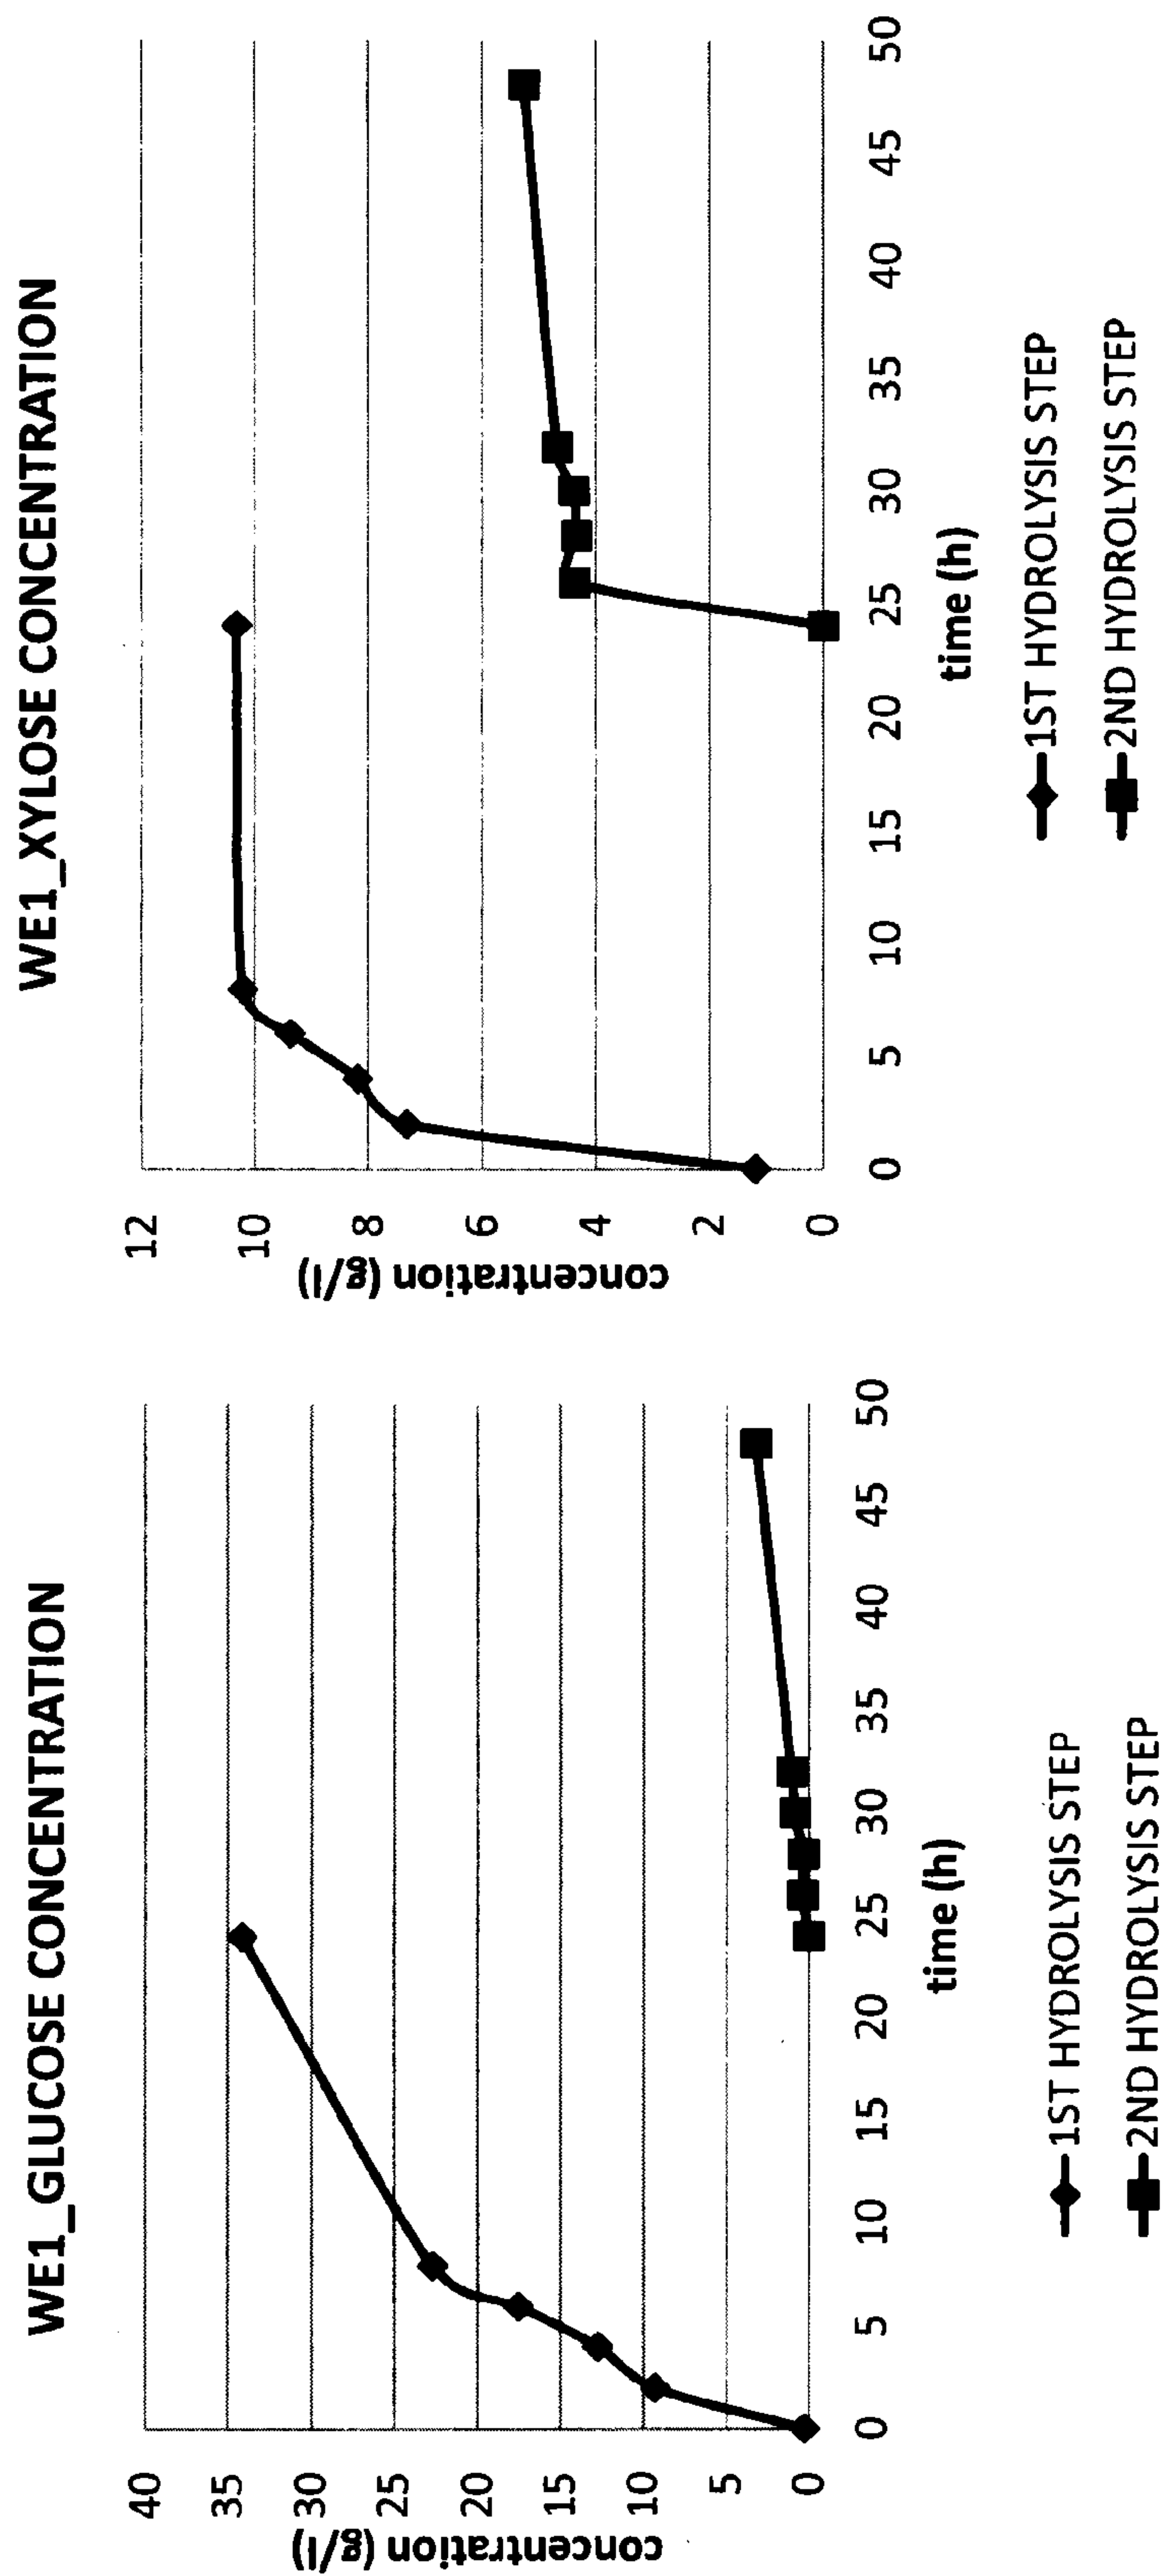 WE1_GLUCOSE CONCENTRATION
40
35
30
25
20
15
10
5
0
concentration (g/l)
0 5 10 15 20 25 30 35 40 45 50
time (h)
1ST HYDROLYSIS STEP
2ND HYDROLYSIS STEP
WE1_XYLOSE CONCENTRATION
12
10
8
6
4
2
0
concentration (g/l)
0 5 10 15 20 25 30 35 40 45 50
time (h)
1ST HYDROLYSIS STEP
2ND HYDROLYSIS STEP